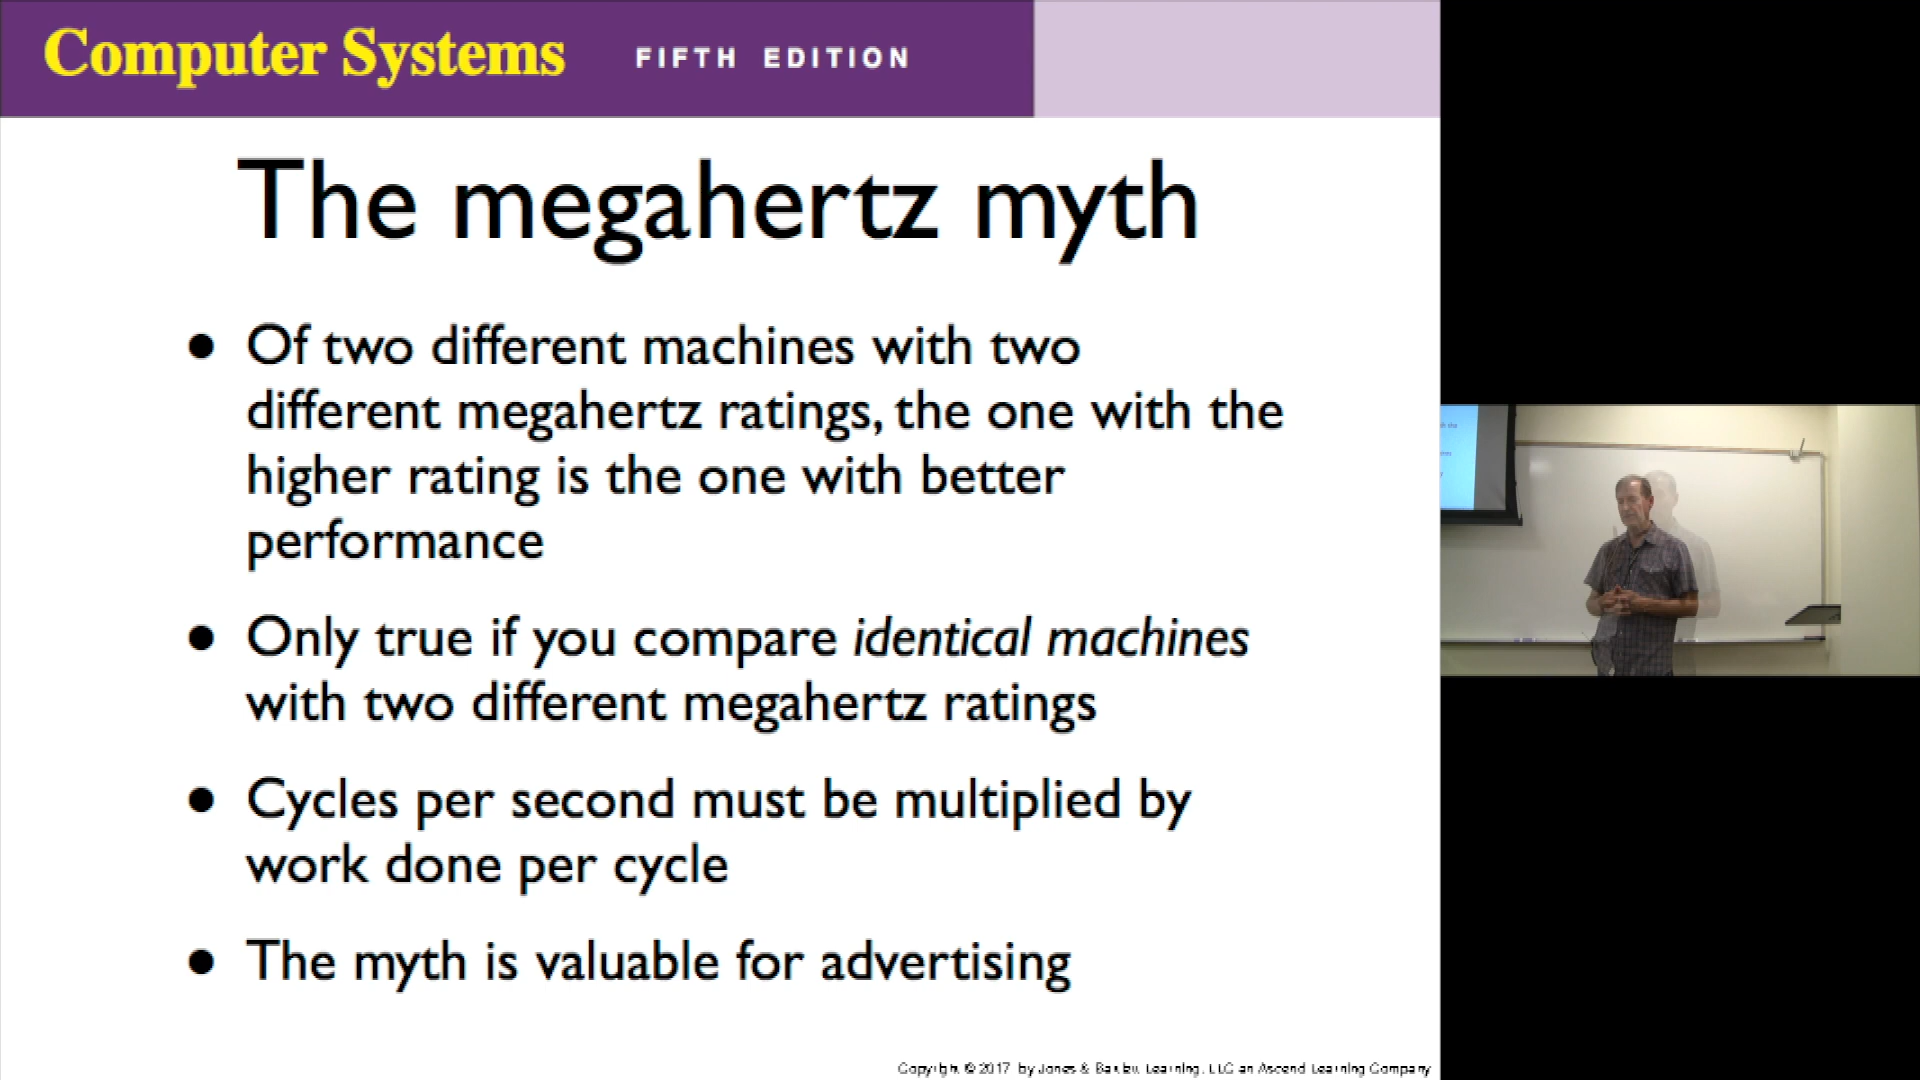 Computer Systems FIFTH EDITION
The megahertz myth
• Of two different machines with two
different megahertz ratings, the one with the
higher rating is the one with better
performance
• Only true if you compare identical machines
with two different megahertz ratings
• Cycles per second must be multiplied by
work done per cycle
• The myth is valuable for advertising
Copyright © 2017 by Jones & Bartlett Learning, LLC an Ascend Learning Company